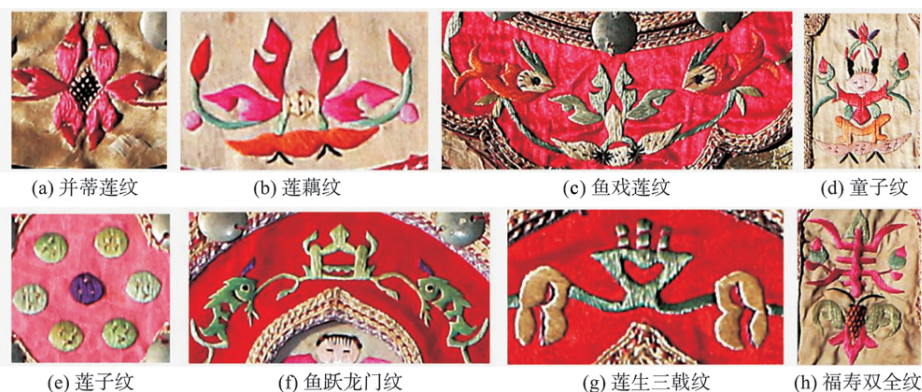 (a) 并蒂莲纹
(b) 莲藕纹
(c) 鱼戏莲纹
(d) 童子纹
(e) 莲子纹
(f) 鱼跃龙门纹
(g) 莲生三戟纹
(h) 福寿双全纹